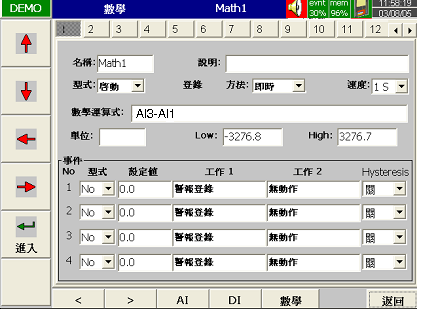 DEMO 數學 Math1 evnt 30% mem 96% 11:58:19 03/08/05
1 2 3 4 5 6 7 8 9 10 11 12
名稱: Math1 說明:
型式: 啓動 登錄 方法: 即時 速度: 1 S
數學運算式: AI3-AI1
單位: Low: -3276.8 High: 3276.7
事件
No 型式 設定值 工作 1 工作 2 Hysteresis
1 No 0.0 警報登錄 無動作 關
2 No 0.0 警報登錄 無動作 關
3 No 0.0 警報登錄 無動作 關
4 No 0.0 警報登錄 無動作 關
進入
< > AI DI 數學 返回